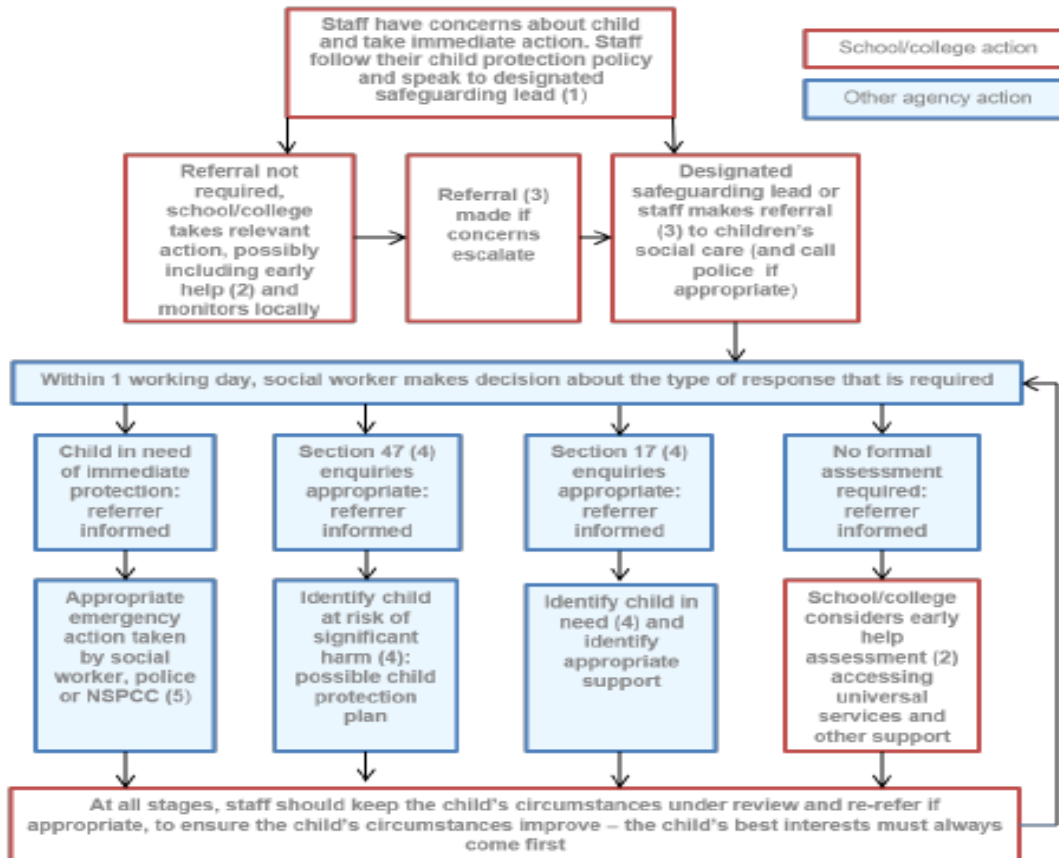 Staff have concerns about child
and take immediate action. Staff
follow their child protection policy
and speak to designated
safeguarding lead (1)
School/college action
Other agency action
Referral not
required,
school/college
takes relevant
action, possibly
including early
help (2) and
monitors locally
Referral (3)
made if
concerns
escalate
Designated
safeguarding lead or
staff makes referral
(3) to children's
social care (and call
police if
appropriate)
Within 1 working day, social worker makes decision about the type of response that is required
Child in need
of immediate
protection:
referrer
informed
Section 47 (4)
enquiries
appropriate:
referrer
informed
Section 17 (4)
enquiries
appropriate:
referrer
informed
No formal
assessment
required:
referrer
informed
Appropriate
emergency
action taken
by social
worker, police
or NSPCC (5)
Identify child
at risk of
significant
harm (4):
possible child
protection
plan
Identify child in
need (4) and
identify
appropriate
support
School/college
considers early
help
assessment (2)
accessing
universal
services and
other support
At all stages, staff should keep the child's circumstances under review and re-refer if
appropriate, to ensure the child's circumstances improve – the child's best interests must always
come first